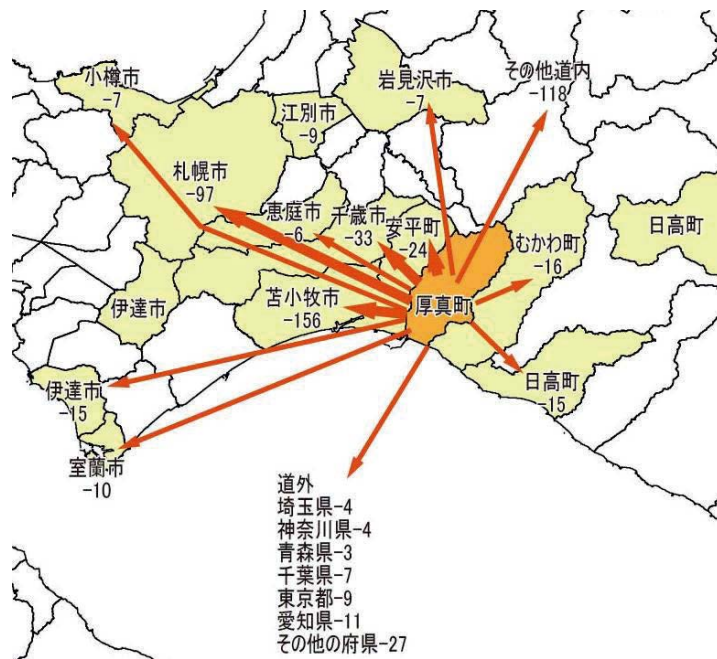 小樽市
-7
岩見沢市
-7
その他道内
-118
江別市
-9
札幌市
-97
恵庭市
-6
千歳市
-33
安平町
-24
むかわ町
-16
日高町
伊達市
苫小牧市
-156
厚真町
伊達市
-15
日高町
-15
室蘭市
-10
道外
埼玉県-4
神奈川県-4
青森県-3
千葉県-7
東京都-9
愛知県-11
その他の府県-27